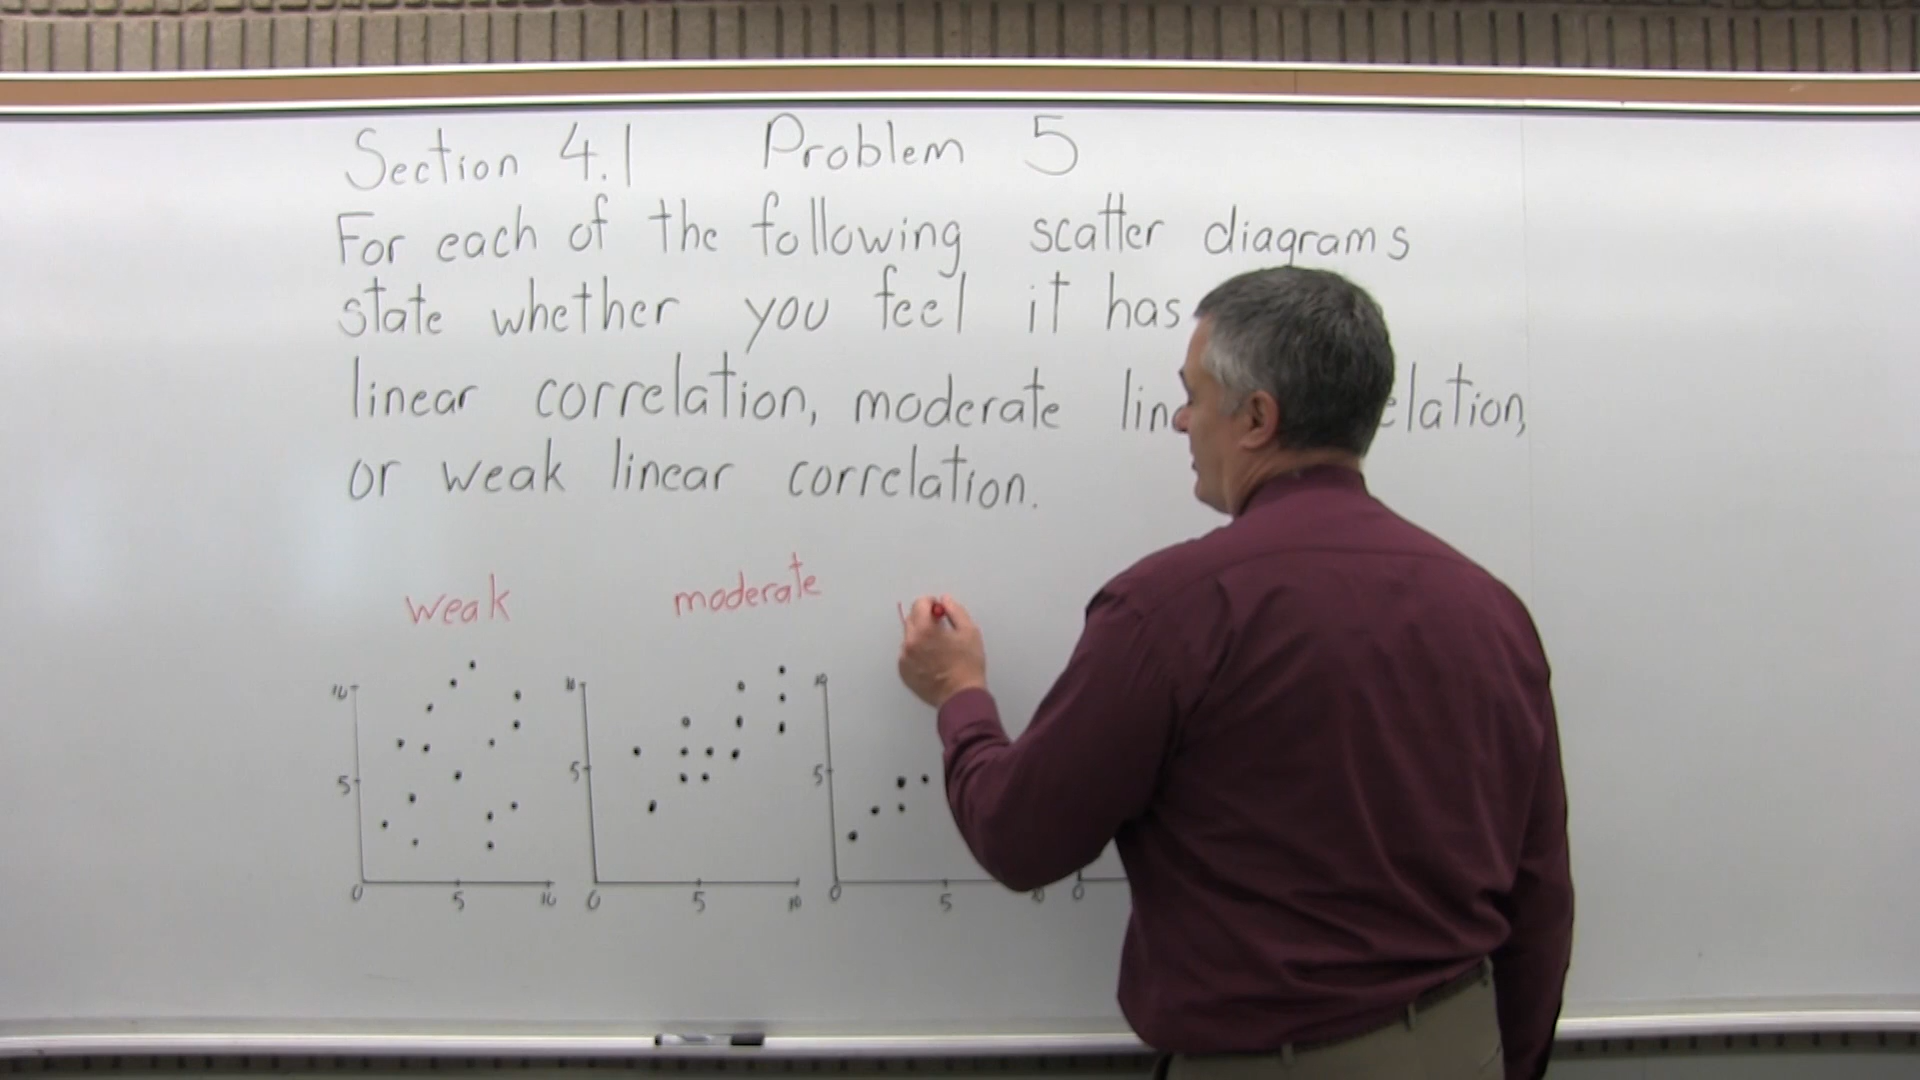 Section 4.1 Problem 5
For each of the following scatter diagrams
state whether you feel it has
linear correlation, moderate
or weak linear correlation.
weak moderate
10 10 10
5 5 5
0 5 10 0 5 10 0 5 10 0